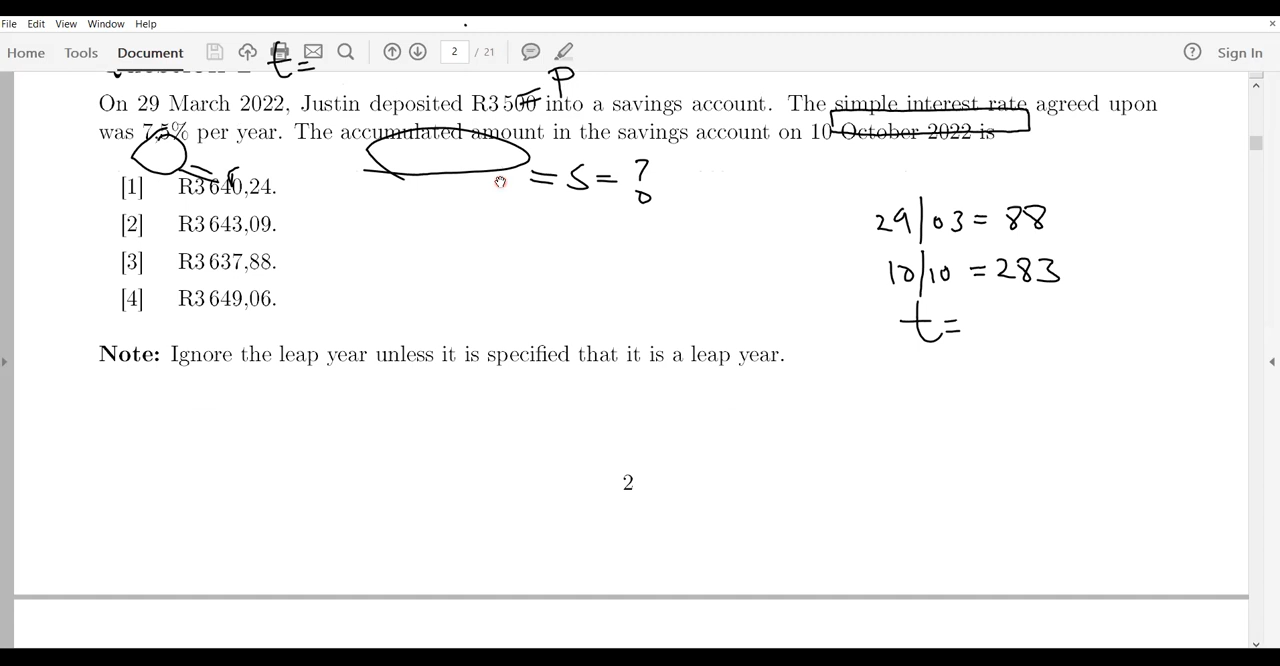 File Edit View Window Help
Home Tools Document 2 / 21 Sign In
t=
P
On 29 March 2022, Justin deposited R3 500 into a savings account. The simple interest rate agreed upon
was 7,5% per year. The accumulated amount in the savings account on 10 October 2022 is
= S = ?
[1] R3 640,24.
[2] R3 643,09.
[3] R3 637,88.
[4] R3 649,06.
29/03 = 88
10/10 = 283
t=
Note: Ignore the leap year unless it is specified that it is a leap year.
2